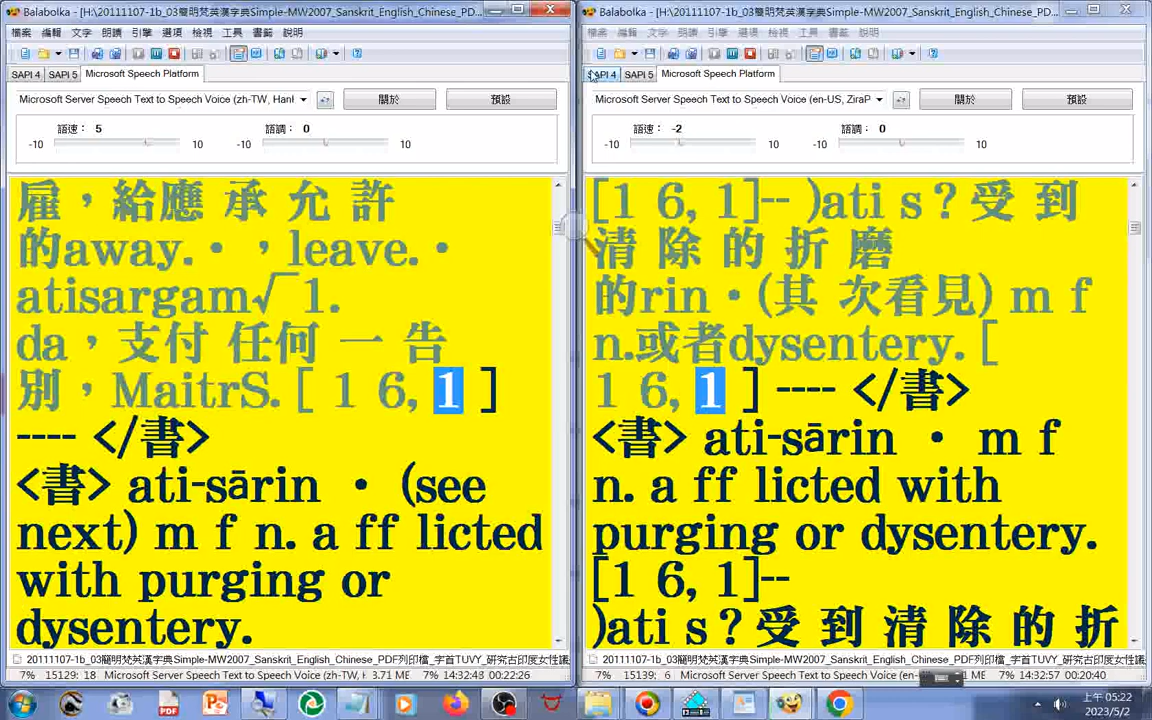 Balabolka - [H:\20111107-1b_03簡明梵英漢字典Simple-MW2007_Sanskrit_English_Chinese_PD...
檔案 編輯 文字 朗讀 引擎 選項 檢視 工具 書籤 說明
SAPI 4 SAPI 5 Microsoft Speech Platform
Microsoft Server Speech Text to Speech Voice (zh-TW, Hanl
關於 預設
語速： 5 語調： 0
-10 10 -10 10
雇，給應 承 允 許
的away.‧，leave.‧
atisargam√ 1.
da，支付 任何 一 告
別，MaitrS. [ 1 6, 1 ]
---- </書>
<書> ati-sārin ‧ (see
next) m f n. a ff licted
with purging or
dysentery.
20111107-1b_03簡明梵英漢字典Simple-MW2007_Sanskrit_English_Chinese_PDF列印檔_字首TUVY_研究古印度女性議
7% 15129: 18 Microsoft Server Speech Text to Speech Voice (zh-TW, 3.71 ME 7% 14:32:43 00:22:26
Balabolka - [H:\20111107-1b_03簡明梵英漢字典Simple-MW2007_Sanskrit_English_Chinese_PD...
檔案 編輯 文字 朗讀 引擎 選項 檢視 工具 書籤 說明
SAPI 4 SAPI 5 Microsoft Speech Platform
Microsoft Server Speech Text to Speech Voice (en-US, ZiraP
關於 預設
語速： -2 語調： 0
-10 10 -10 10
[1 6, 1]-- )ati s？受 到
清 除 的 折 磨
的rin‧(其 次看見) m f
n.或者dysentery. [
1 6, 1 ] ---- </書>
<書> ati-sārin ‧ m f
n. a ff licted with
purging or dysentery.
[1 6, 1]--
)ati s？受 到 清 除 的 折
20111107-1b_03簡明梵英漢字典Simple-MW2007_Sanskrit_English_Chinese_PDF列印檔_字首TUVY_研究古印度女性議
7% 15139: 6 Microsoft Server Speech Text to Speech Voice (en-U 7% 14:32:57 00:20:40
上午 05:22
2023/5/2